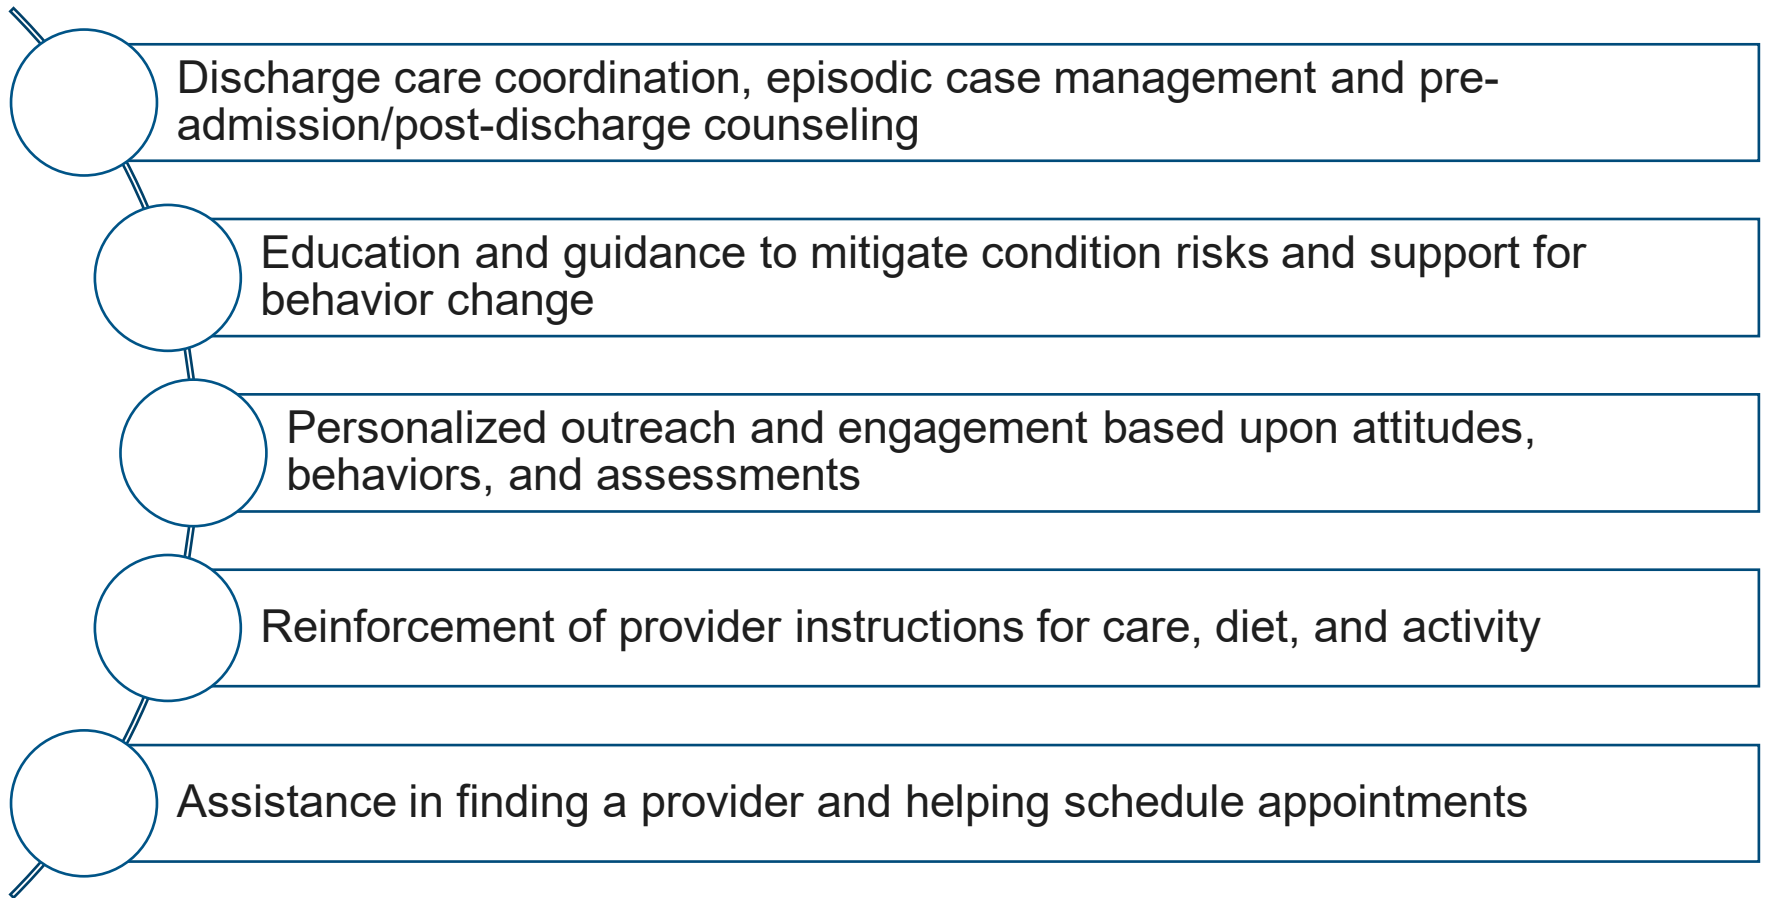 Discharge care coordination, episodic case management and pre-
admission/post-discharge counseling
Education and guidance to mitigate condition risks and support for
behavior change
Personalized outreach and engagement based upon attitudes,
behaviors, and assessments
Reinforcement of provider instructions for care, diet, and activity
Assistance in finding a provider and helping schedule appointments